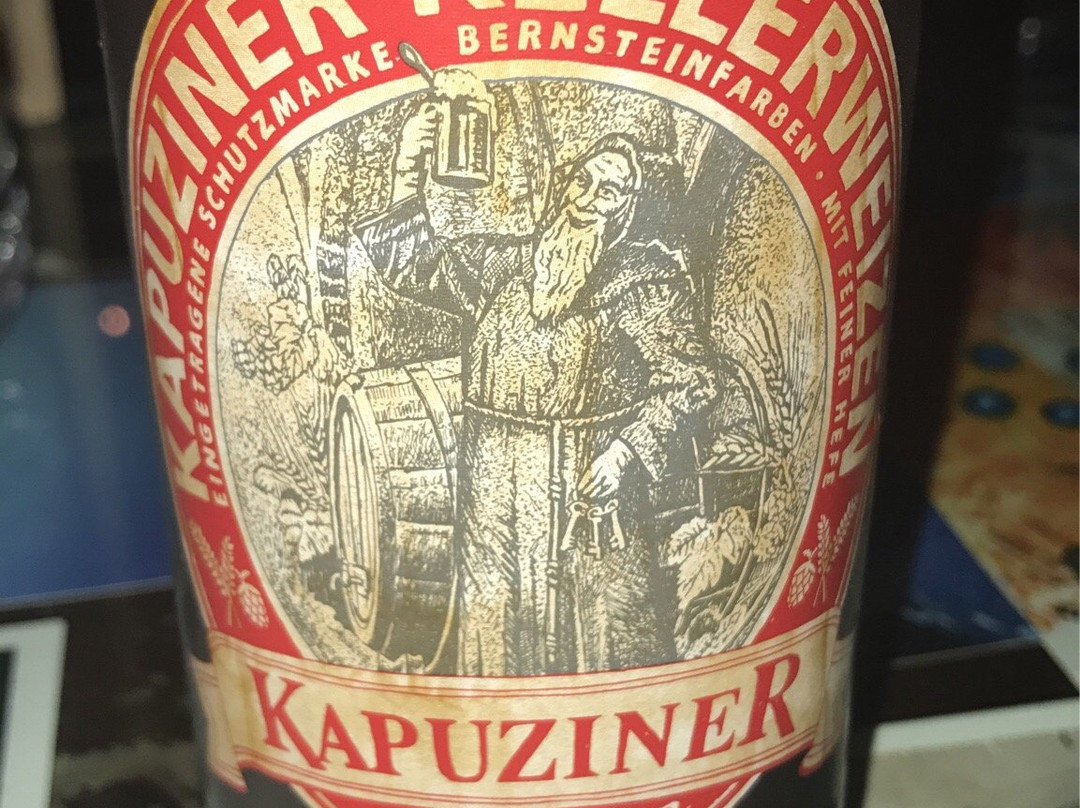 KAPUZINER KELLERWEIZEN
EINGETRAGENE SCHUTZMARKE BERNSTEINFARBEN · MIT FEINER HEFE
KAPUZINER